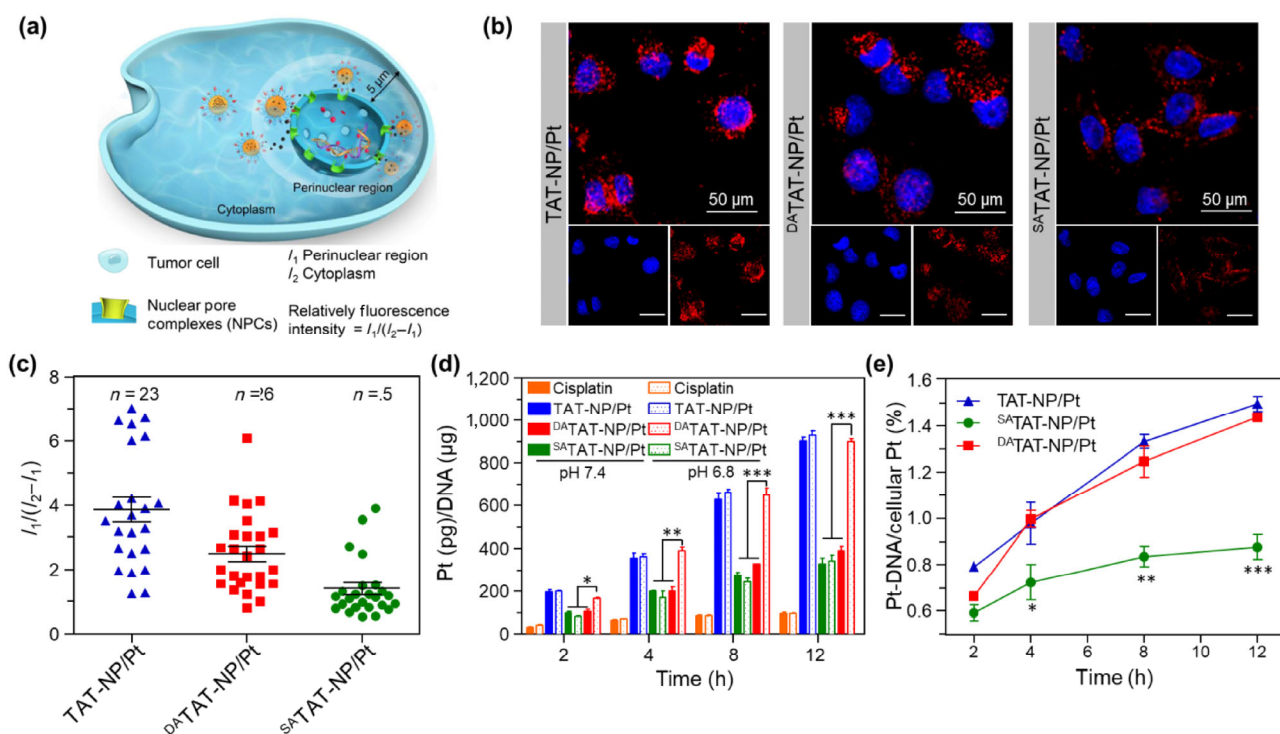 (a)
5 μm
Perinuclear region
Cytoplasm
Tumor cell
I₁ Perinuclear region
I₂ Cytoplasm
Nuclear pore
complexes (NPCs)
Relatively fluorescence
intensity = I₁/(I₂–I₁)
(b)
TAT-NP/Pt
50 μm
ᴰᴬTAT-NP/Pt
50 μm
ˢᴬTAT-NP/Pt
50 μm
(c)
I₁/(I₂–I₁)
8
6
4
2
0
n = 23
TAT-NP/Pt
ᴰᴬTAT-NP/Pt
ˢᴬTAT-NP/Pt
(d)
Pt (pg)/DNA (μg)
1,200
1,000
800
600
400
200
0
Cisplatin
TAT-NP/Pt
ᴰᴬTAT-NP/Pt
ˢᴬTAT-NP/Pt
pH 7.4
Cisplatin
TAT-NP/Pt
ᴰᴬTAT-NP/Pt
ˢᴬTAT-NP/Pt
pH 6.8
*
**
***
***
2 4 8 12
Time (h)
(e)
Pt-DNA/cellular Pt (%)
1.6
1.4
1.2
1.0
0.8
0.6
TAT-NP/Pt
ˢᴬTAT-NP/Pt
ᴰᴬTAT-NP/Pt
*
**
***
2 4 6 8 10 12
Time (h)